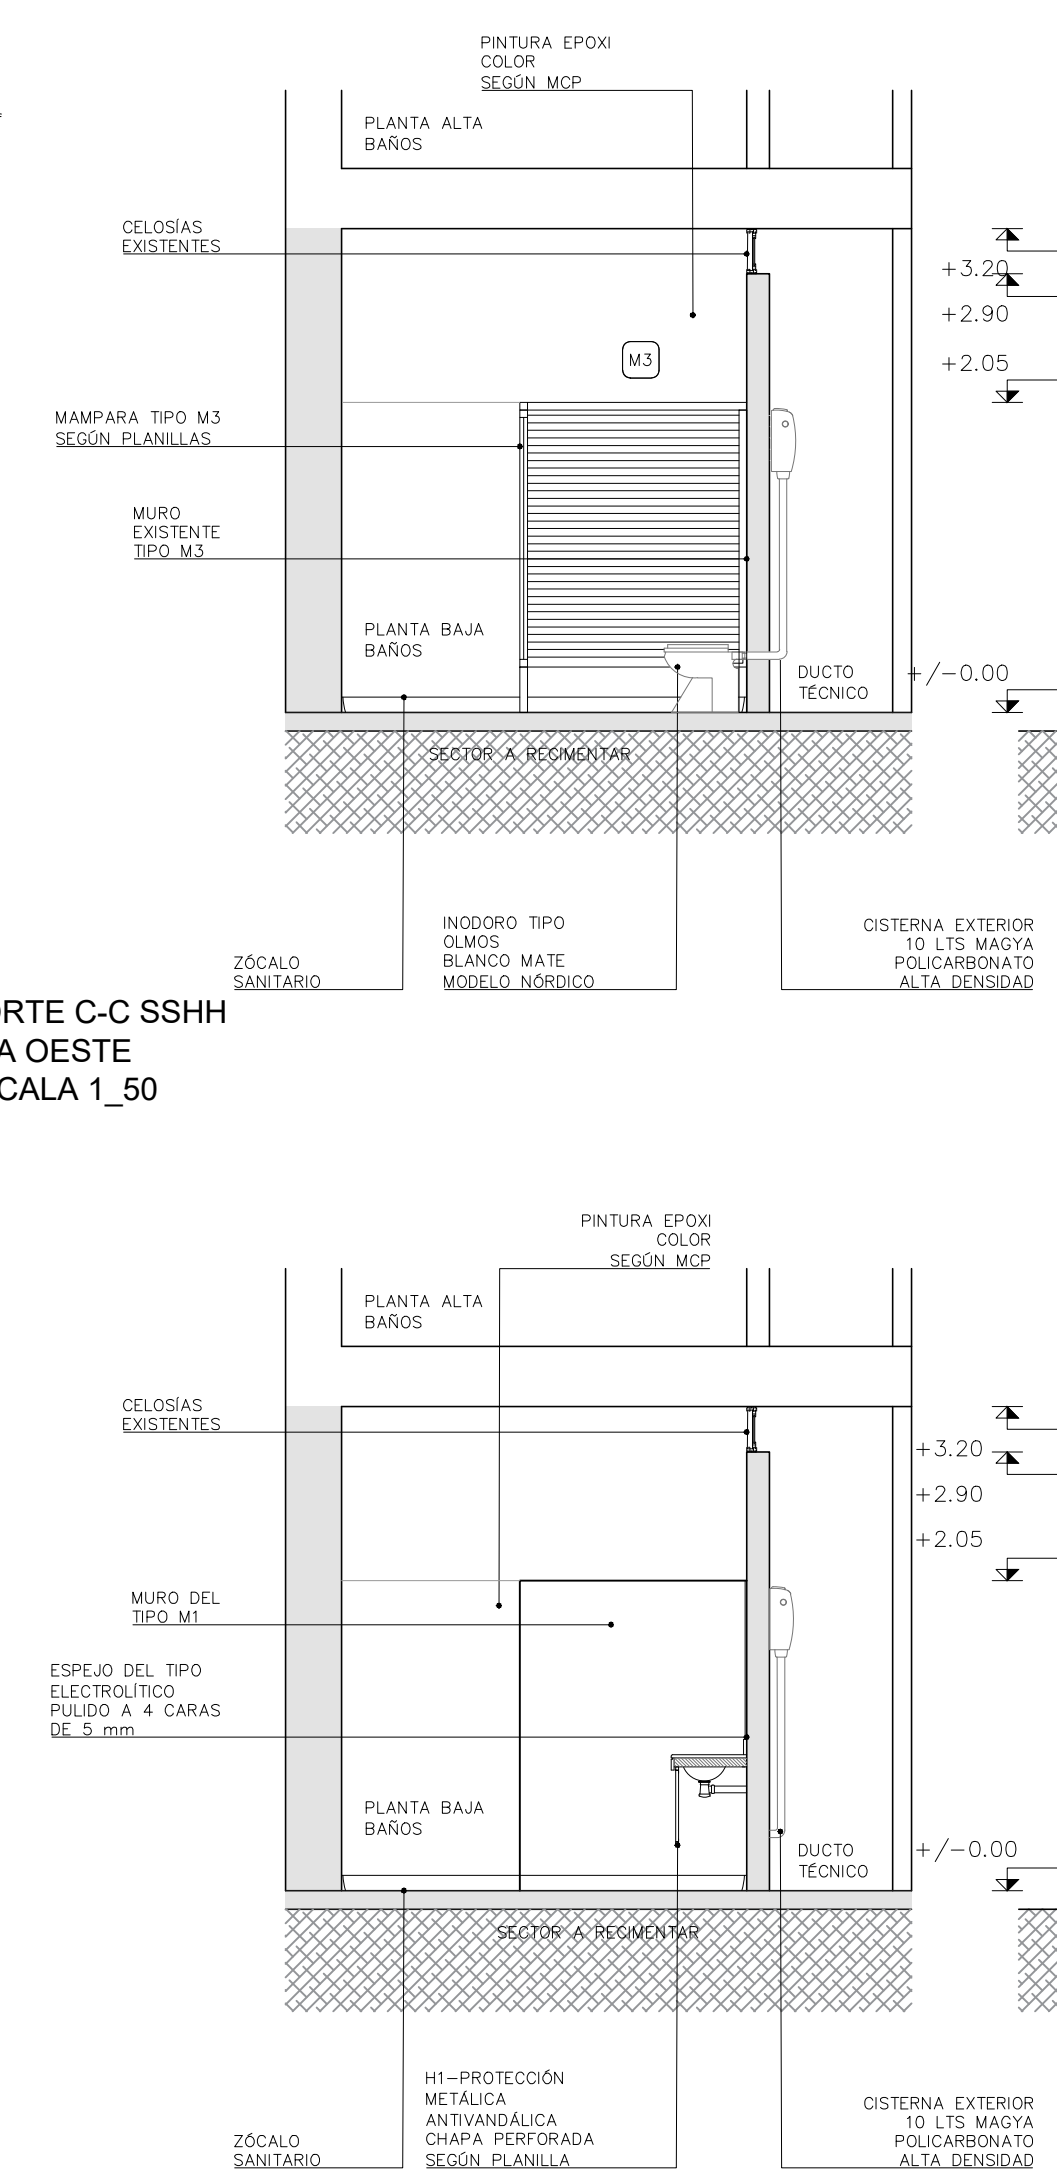 PINTURA EPOXI
COLOR
SEGÚN MCP
PLANTA ALTA
BAÑOS
CELOSÍAS
EXISTENTES
+3.20
+2.90
M3
+2.05
MAMPARA TIPO M3
SEGÚN PLANILLAS
MURO
EXISTENTE
TIPO M3
PLANTA BAJA
BAÑOS
DUCTO
TÉCNICO
+/-0.00
SECTOR A RECIMENTAR
INODORO TIPO
OLMOS
BLANCO MATE
MODELO NÓRDICO
CISTERNA EXTERIOR
10 LTS MAGYA
POLICARBONATO
ALTA DENSIDAD
ZÓCALO
SANITARIO
ORTE C-C SSHH
A OESTE
CALA 1_50
PINTURA EPOXI
COLOR
SEGÚN MCP
PLANTA ALTA
BAÑOS
CELOSÍAS
EXISTENTES
+3.20
+2.90
+2.05
MURO DEL
TIPO M1
ESPEJO DEL TIPO
ELECTROLÍTICO
PULIDO A 4 CARAS
DE 5 mm
PLANTA BAJA
BAÑOS
DUCTO
TÉCNICO
+/-0.00
SECTOR A RECIMENTAR
H1-PROTECCIÓN
METÁLICA
ANTIVANDÁLICA
CHAPA PERFORADA
SEGÚN PLANILLA
CISTERNA EXTERIOR
10 LTS MAGYA
POLICARBONATO
ALTA DENSIDAD
ZÓCALO
SANITARIO